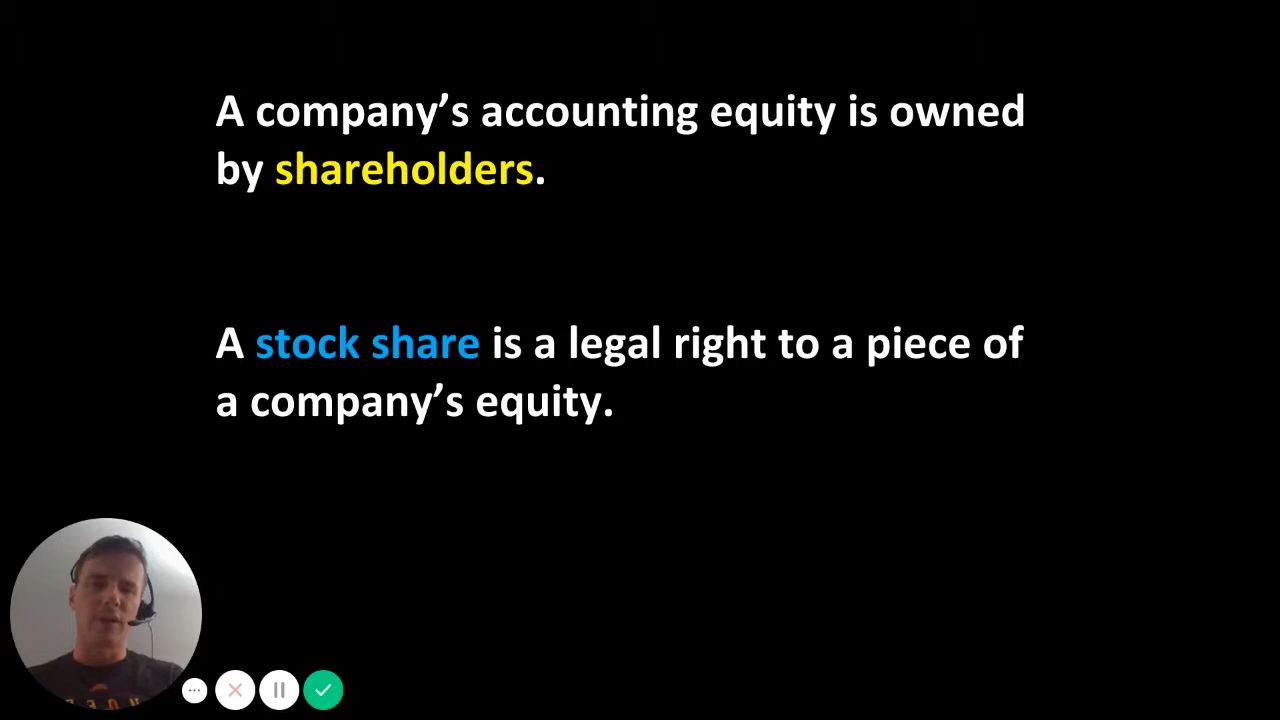 A company’s accounting equity is owned
by shareholders.
A stock share is a legal right to a piece of
a company’s equity.